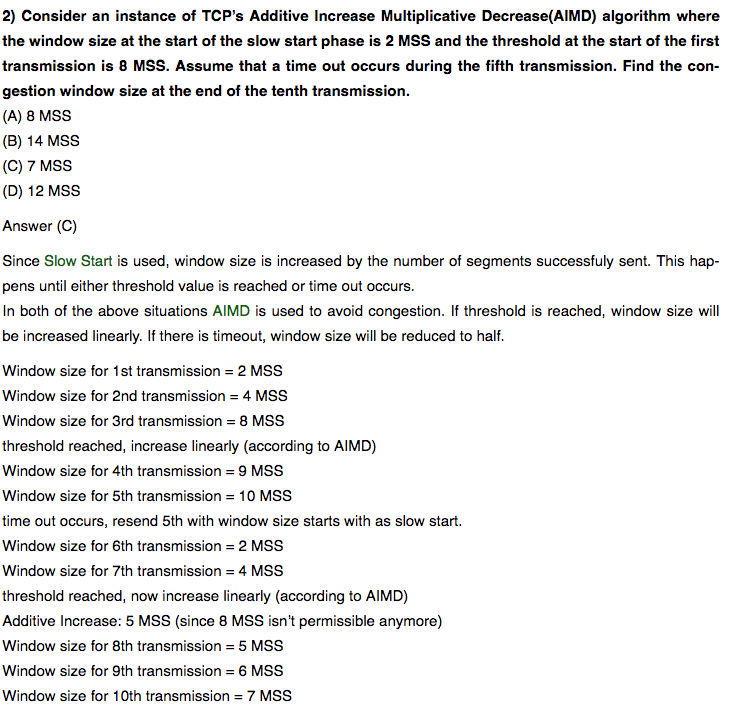 2) Consider an instance of TCP's Additive Increase Multiplicative Decrease(AIMD) algorithm where
the window size at the start of the slow start phase is 2 MSS and the threshold at the start of the first
transmission is 8 MSS. Assume that a time out occurs during the fifth transmission. Find the con-
gestion window size at the end of the tenth transmission.
(A) 8 MSS
(B) 14 MSS
(C) 7 MSS
(D) 12 MSS
Answer (C)
Since Slow Start is used, window size is increased by the number of segments successfuly sent. This hap-
pens until either threshold value is reached or time out occurs.
In both of the above situations AIMD is used to avoid congestion. If threshold is reached, window size will
be increased linearly. If there is timeout, window size will be reduced to half.
Window size for 1st transmission = 2 MSS
Window size for 2nd transmission = 4 MSS
Window size for 3rd transmission = 8 MSS
threshold reached, increase linearly (according to AIMD)
Window size for 4th transmission = 9 MSS
Window size for 5th transmission = 10 MSS
time out occurs, resend 5th with window size starts with as slow start.
Window size for 6th transmission = 2 MSS
Window size for 7th transmission = 4 MSS
threshold reached, now increase linearly (according to AIMD)
Additive Increase: 5 MSS (since 8 MSS isn't permissible anymore)
Window size for 8th transmission = 5 MSS
Window size for 9th transmission = 6 MSS
Window size for 10th transmission = 7 MSS